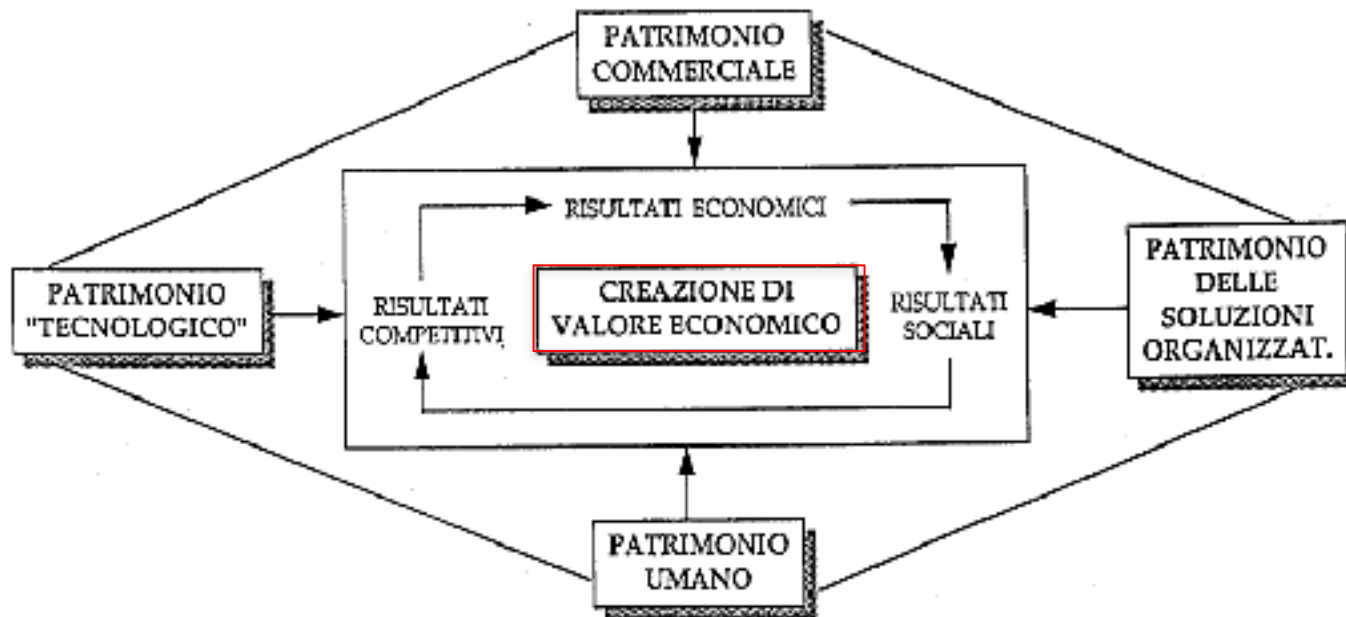 PATRIMONIO
COMMERCIALE
RISULTATI ECONOMICI
PATRIMONIO
"TECNOLOGICO"
RISULTATI
COMPETITIVI
CREAZIONE DI
VALORE ECONOMICO
RISULTATI
SOCIALI
PATRIMONIO
DELLE
SOLUZIONI
ORGANIZZAT.
PATRIMONIO
UMANO